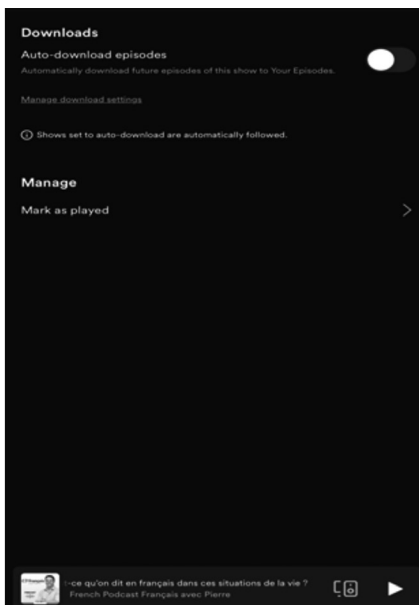 Downloads
Auto-download episodes
Automatically download future episodes of this show to Your Episodes.
Manage download settings
Shows set to auto-download are automatically followed.
Manage
Mark as played
-ce qu'on dit en français dans ces situations de la vie ?
French Podcast Français avec Pierre